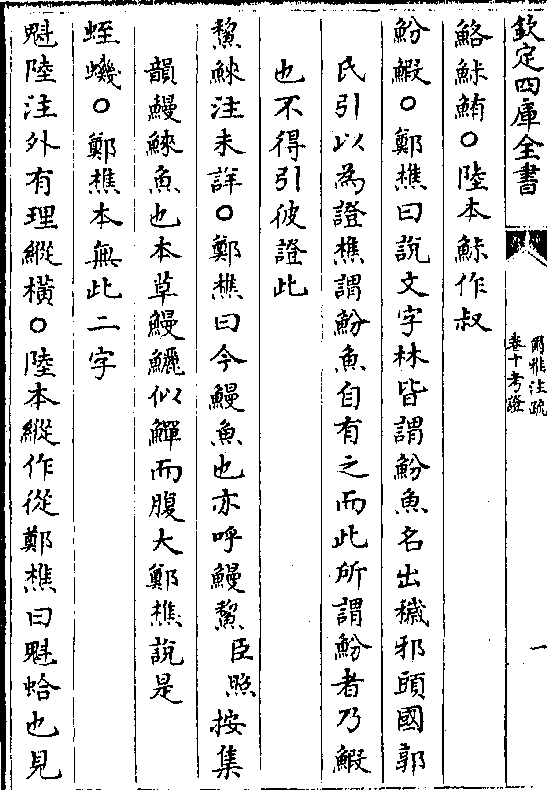 欽定四庫全書
爾雅注疏
卷十考證
一
鮥鮛鮪○陸本鮛作叔
魵鰕○鄭樵曰說文字林皆謂魵魚名出穢邪頭國郭
氏引以為證樵謂魵魚自有之而此所謂魵者乃鰕
也不得引彼證此
鯬鯠注未詳○鄭樵曰今鰻魚也亦呼鰻鯬臣照按集
韻鰻鯠魚也本草鰻鱺似鱓而腹大鄭樵說是
蛭蟣○鄭樵本無此二字
魁陸注外有理縱橫○陸本縱作從鄭樵曰魁蛤也見